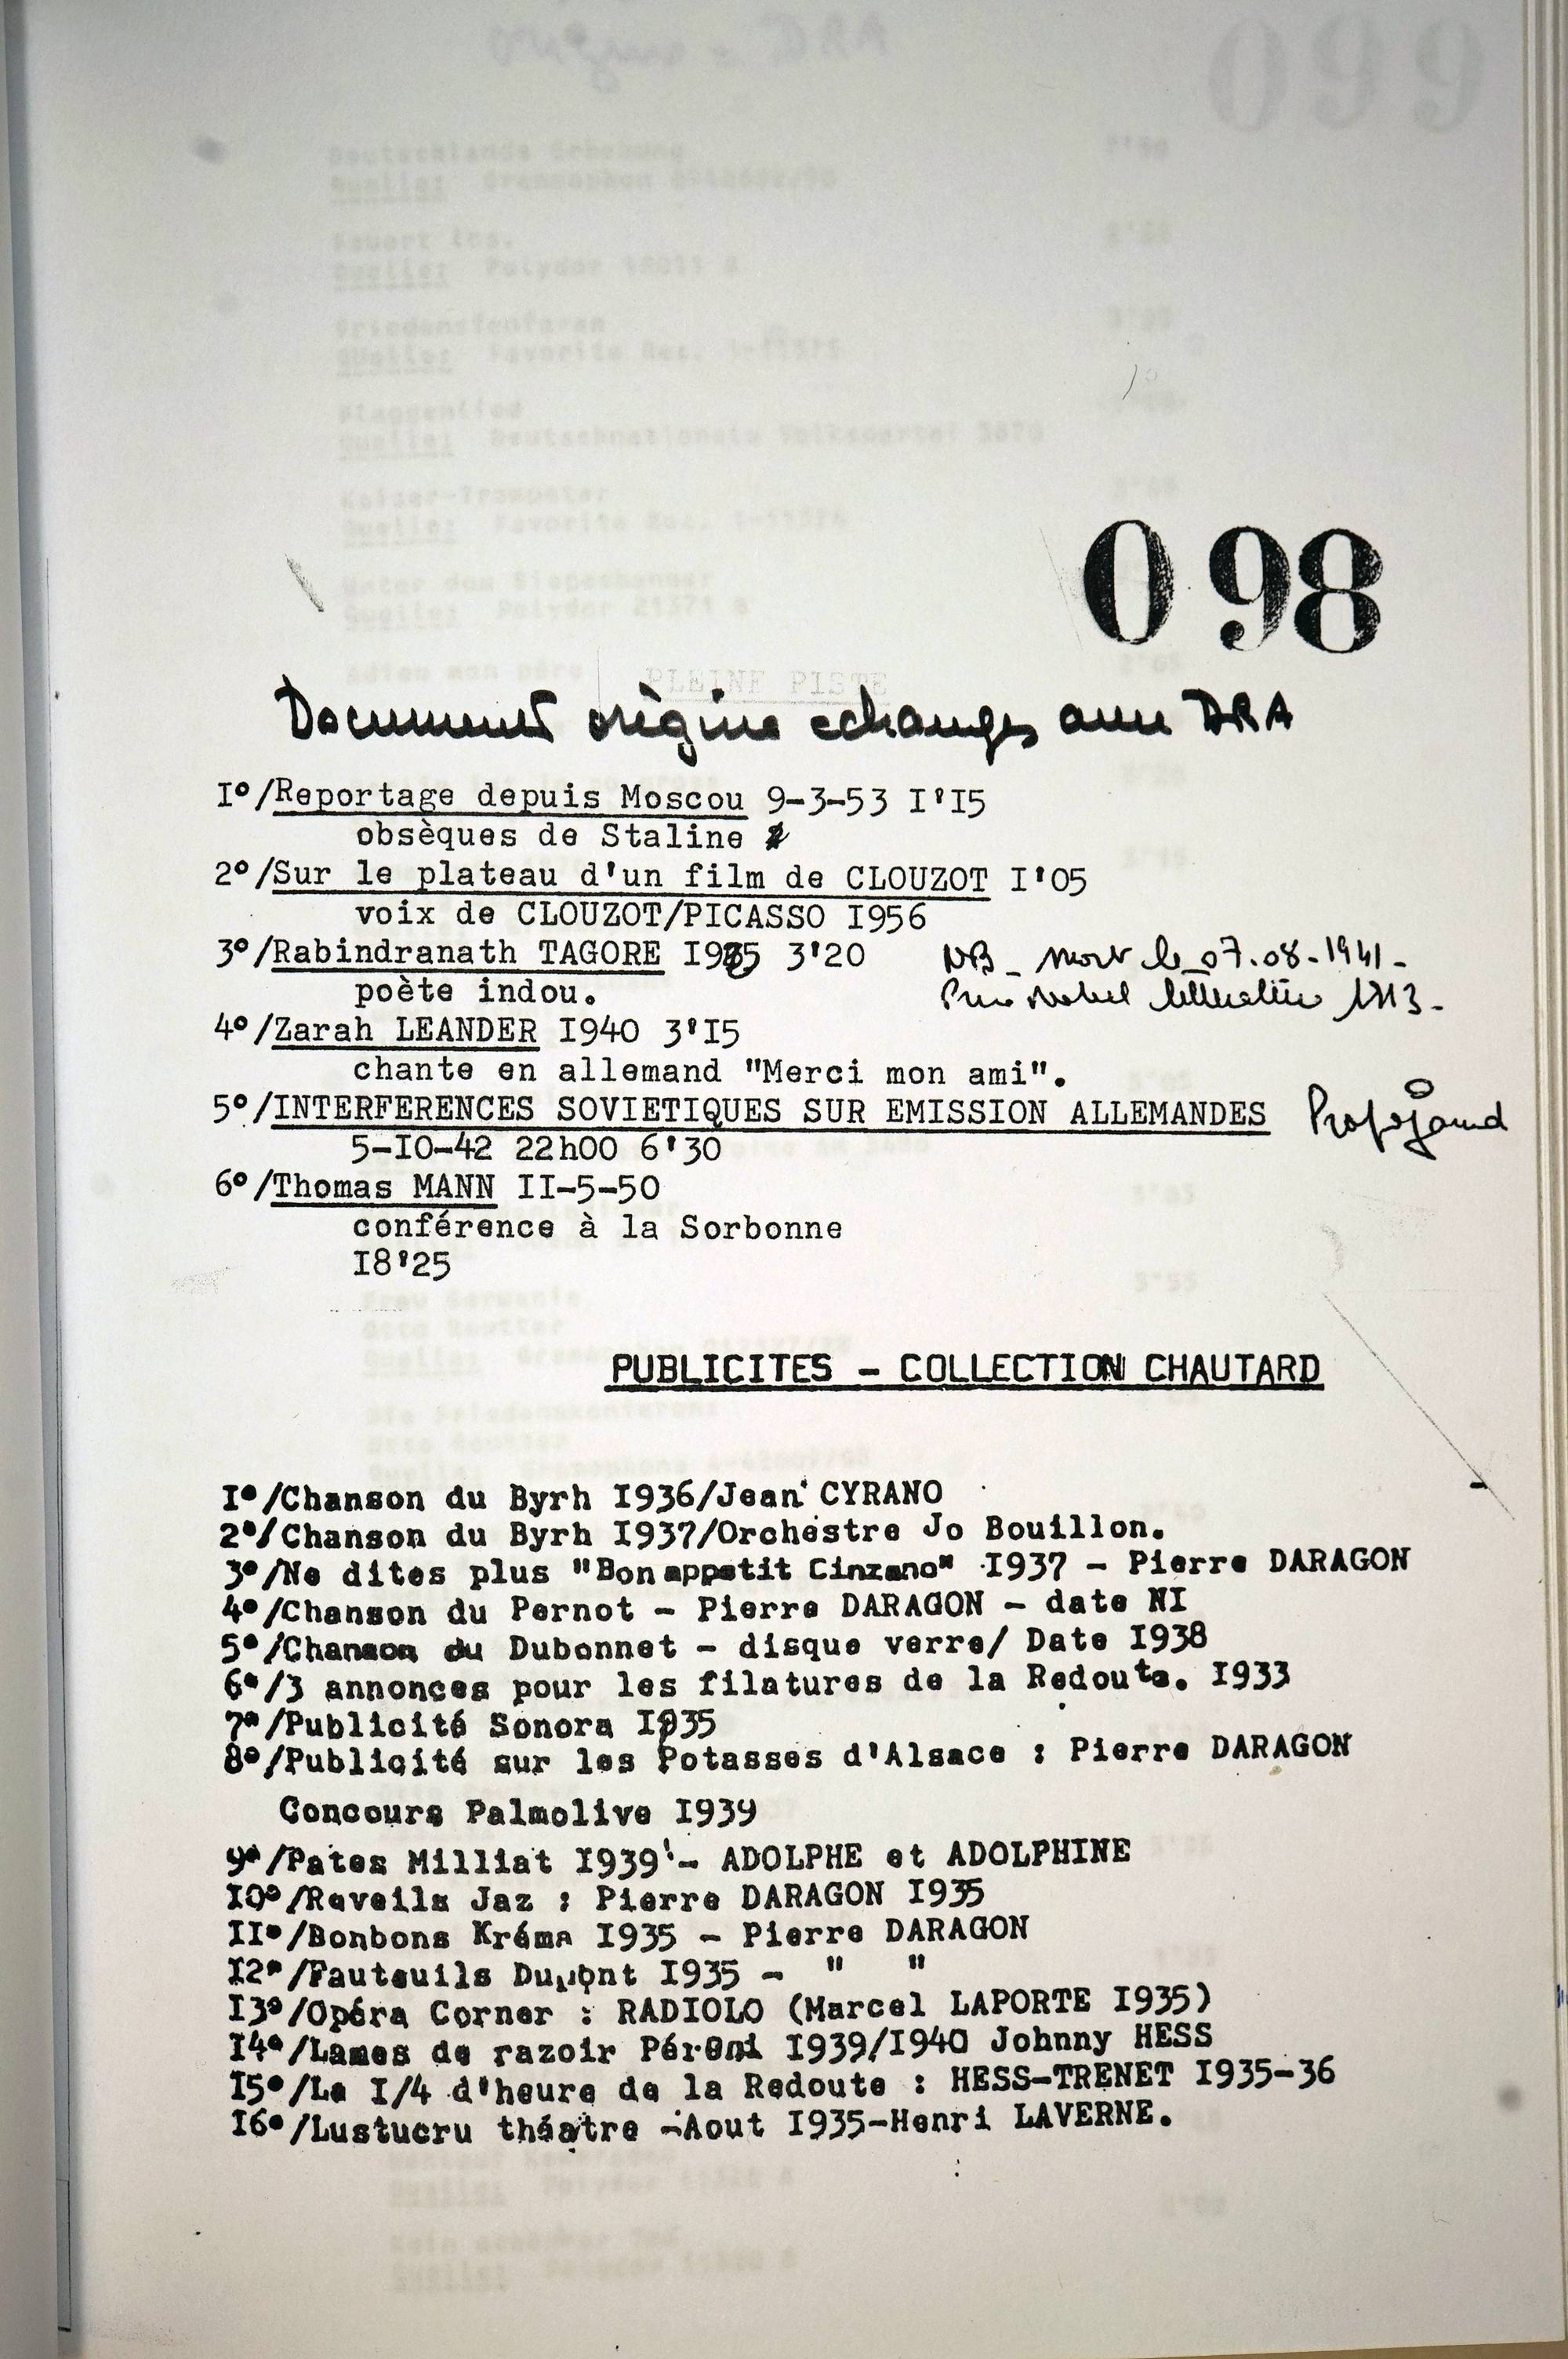 098
PLEINE PISTE
Document origine echanges avec DRA
I°/Reportage depuis Moscou 9-3-53 I'I5
obsèques de Staline
2°/Sur le plateau d'un film de CLOUZOT I'05
voix de CLOUZOT/PICASSO I956
3°/Rabindranath TAGORE I935 3'20 NB - mort le 07.08-1941-
poète indou. Prix Nobel littérature 1913-
4°/Zarah LEANDER I940 3'I5
chante en allemand "Merci mon ami".
5°/INTERFERENCES SOVIETIQUES SUR EMISSION ALLEMANDES
5-IO-42 22h00 6'30
6°/Thomas MANN II-5-50
conférence à la Sorbonne
I8'25
PUBLICITES - COLLECTION CHAUTARD
I°/Chanson du Byrh I936/Jean CYRANO
2°/Chanson du Byrh I937/Orchestre Jo Bouillon.
3°/Ne dites plus "Bon appetit Cinzano" I937 - Pierre DARAGON
4°/Chanson du Pernot - Pierre DARAGON - date NI
5°/Chanson du Dubonnet - disque verre/ Date I938
6°/3 annonces pour les filatures de la Redoute. I933
7°/Publicité Sonora I935
8°/Publicité sur les Potasses d'Alsace : Pierre DARAGON
Concours Palmolive I939
9°/Pates Milliat I939 - ADOLPHE et ADOLPHINE
IO°/Reveils Jaz : Pierre DARAGON I935
II°/Bonbons Kréma I935 - Pierre DARAGON
I2°/Fauteuils Dupont I935 - " "
I3°/Opéra Corner : RADIOLO (Marcel LAPORTE I935)
I4°/Lames de razoir Péroni I939/I940 Johnny HESS
I5°/Le I/4 d'heure de la Redoute : HESS-TRENET I935-36
I6°/Lustucru théatre -Aout I935-Henri LAVERNE.